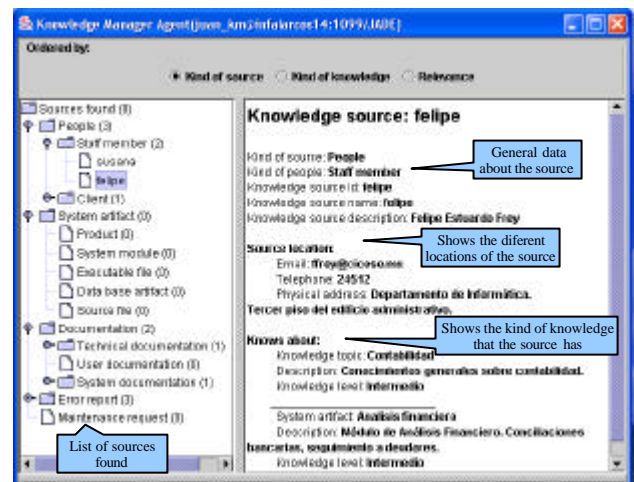 Knowledge Manager Agent(juan_km@infalarcos14:1099/JADE)
Ordered by:
Kind of source Kind of knowledge Relevance
Sources found (8)
People (3)
Staff member (2)
susana
felipe
Client (1)
System artifact (0)
Product (0)
System module (0)
Executable file (0)
Data base artifact (0)
Source file (0)
Documentation (2)
Technical documentation (1)
User documentation (0)
System documentation (1)
Error report (3)
Maintenance request (0)
List of sources
found
Knowledge source: felipe
Kind of source: People
Kind of people: Staff member
Knowledge source id: felipe
Knowledge source name: felipe
Knowledge source description: Felipe Estuardo Frey
General data
about the source
Source location:
Email: ffrey@cicese.mx
Telephone: 24512
Physical address: Departamento de Informática.
Tercer piso del edificio administrativo.
Shows the diferent
locations of the source
Knows about:
Knowledge topic: Contabilidad
Description: Conocimientos generales sobre contabilidad.
Knowledge level: Intermedio
Shows the kind of knowledge
that the source has
System artifact: Analisis financiero
Description: Módulo de Análisis Financiero. Conciliaciones
bancarias, seguimiento a deudores.
Knowledge level: Intermedio